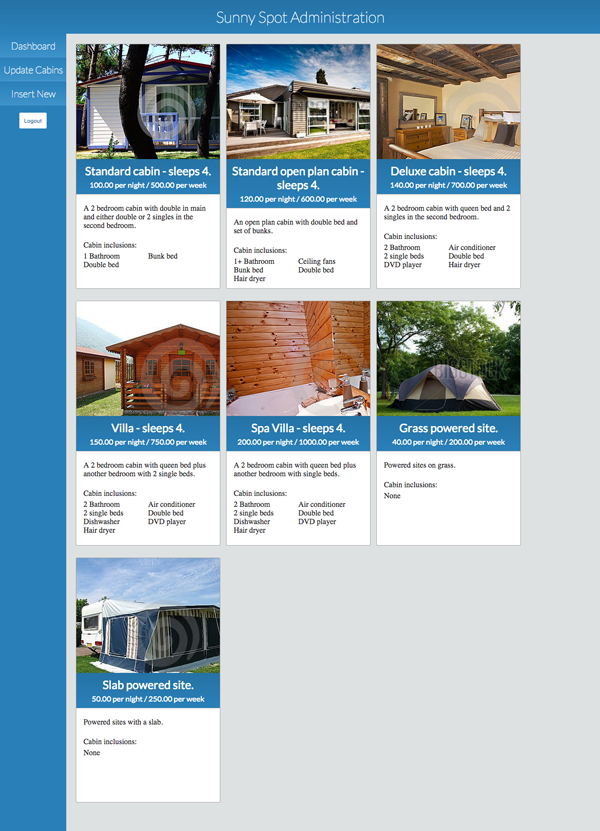 Sunny Spot Administration
Dashboard
Update Cabins
Insert New
Logout
Standard cabin - sleeps 4.
100.00 per night / 500.00 per week
A 2 bedroom cabin with double in main
and either double or 2 singles in the
second bedroom.
Cabin inclusions:
1 Bathroom Bunk bed
Double bed
Standard open plan cabin -
sleeps 4.
120.00 per night / 600.00 per week
An open plan cabin with double bed and
set of bunks.
Cabin inclusions:
1+ Bathroom Ceiling fans
Bunk bed Double bed
Hair dryer
Deluxe cabin - sleeps 4.
140.00 per night / 700.00 per week
A 2 bedroom cabin with queen bed and 2
singles in the second bedroom.
Cabin inclusions:
2 Bathroom Air conditioner
2 single beds Double bed
DVD player Hair dryer
Villa - sleeps 4.
150.00 per night / 750.00 per week
A 2 bedroom cabin with queen bed plus
another bedroom with 2 single beds.
Cabin inclusions:
2 Bathroom Air conditioner
2 single beds Double bed
Dishwasher DVD player
Hair dryer
Spa Villa - sleeps 4.
200.00 per night / 1000.00 per week
A 2 bedroom cabin with queen bed plus
another bedroom with single beds.
Cabin inclusions:
2 Bathroom Air conditioner
2 single beds Double bed
Dishwasher DVD player
Hair dryer
Grass powered site.
40.00 per night / 200.00 per week
Powered sites on grass.
Cabin inclusions:
None
Slab powered site.
50.00 per night / 250.00 per week
Powered sites with a slab.
Cabin inclusions:
None